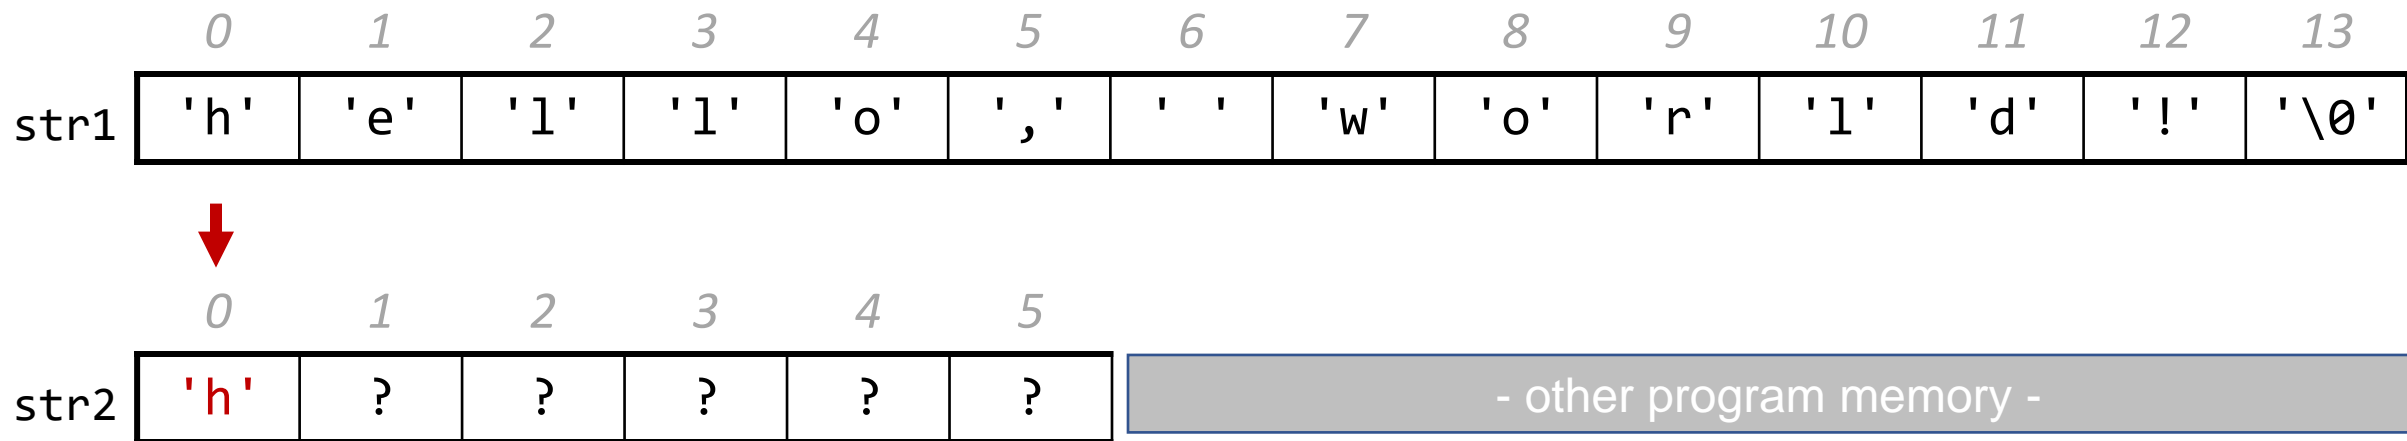 0 1 2 3 4 5 6 7 8 9 10 11 12 13
str1 'h' 'e' 'l' 'l' 'o' ',' ' ' 'w' 'o' 'r' 'l' 'd' '!' '\0'
0 1 2 3 4 5
str2 'h' ? ? ? ? ? - other program memory -